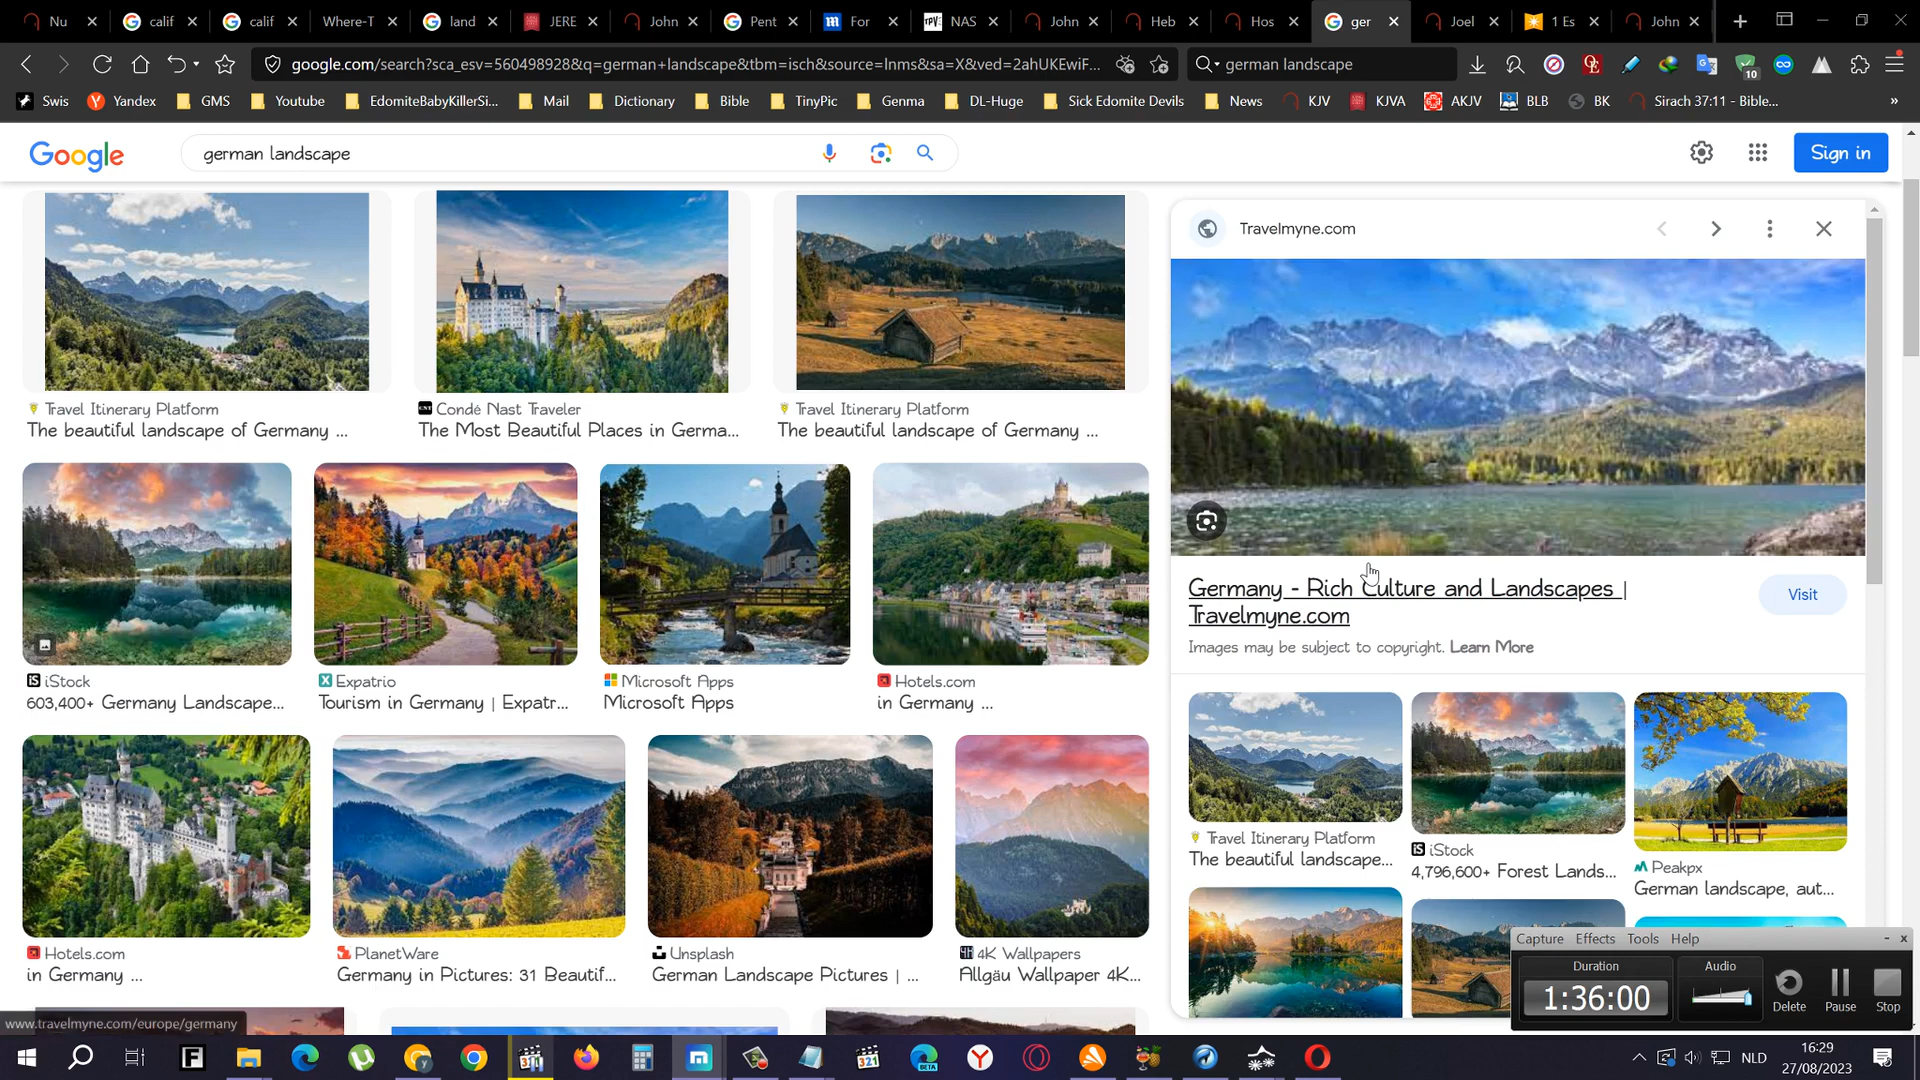 Nu
calif
calif
Where-T
land
JERE
John
Pent
For
NAS
John
Heb
Hos
ger
Joel
1 Es
John
google.com/search?sca_esv=560498928&q=german+landscape&tbm=isch&source=lnms&sa=X&ved=2ahUKEwiF...
german landscape
10
Swis
Yandex
GMS
Youtube
EdomiteBabyKillerSi...
Mail
Dictionary
Bible
TinyPic
Genma
DL-Huge
Sick Edomite Devils
News
KJV
KJVA
AKJV
BLB
BK
Sirach 37:11 - Bible...
»
Google
german landscape
Sign in
Travel Itinerary Platform
The beautiful landscape of Germany ...
Condé Nast Traveler
The Most Beautiful Places in Germa...
Travel Itinerary Platform
The beautiful landscape of Germany ...
iStock
603,400+ Germany Landscape...
Expatrio
Tourism in Germany | Expatr...
Microsoft Apps
Microsoft Apps
Hotels.com
in Germany ...
Hotels.com
in Germany ...
PlanetWare
Germany in Pictures: 31 Beautif...
Unsplash
German Landscape Pictures | ...
4K Wallpapers
Allgäu Wallpaper 4K...
Travelmyne.com
Germany - Rich Culture and Landscapes |
Travelmyne.com
Visit
Images may be subject to copyright. Learn More
Travel Itinerary Platform
The beautiful landscape...
iStock
4,796,600+ Forest Lands...
Peakpx
German landscape, aut...
Capture Effects Tools Help
Duration
1:36:00
Audio
Delete
Pause
Stop
www.travelmyne.com/europe/germany
NLD
16:29
27/08/2023